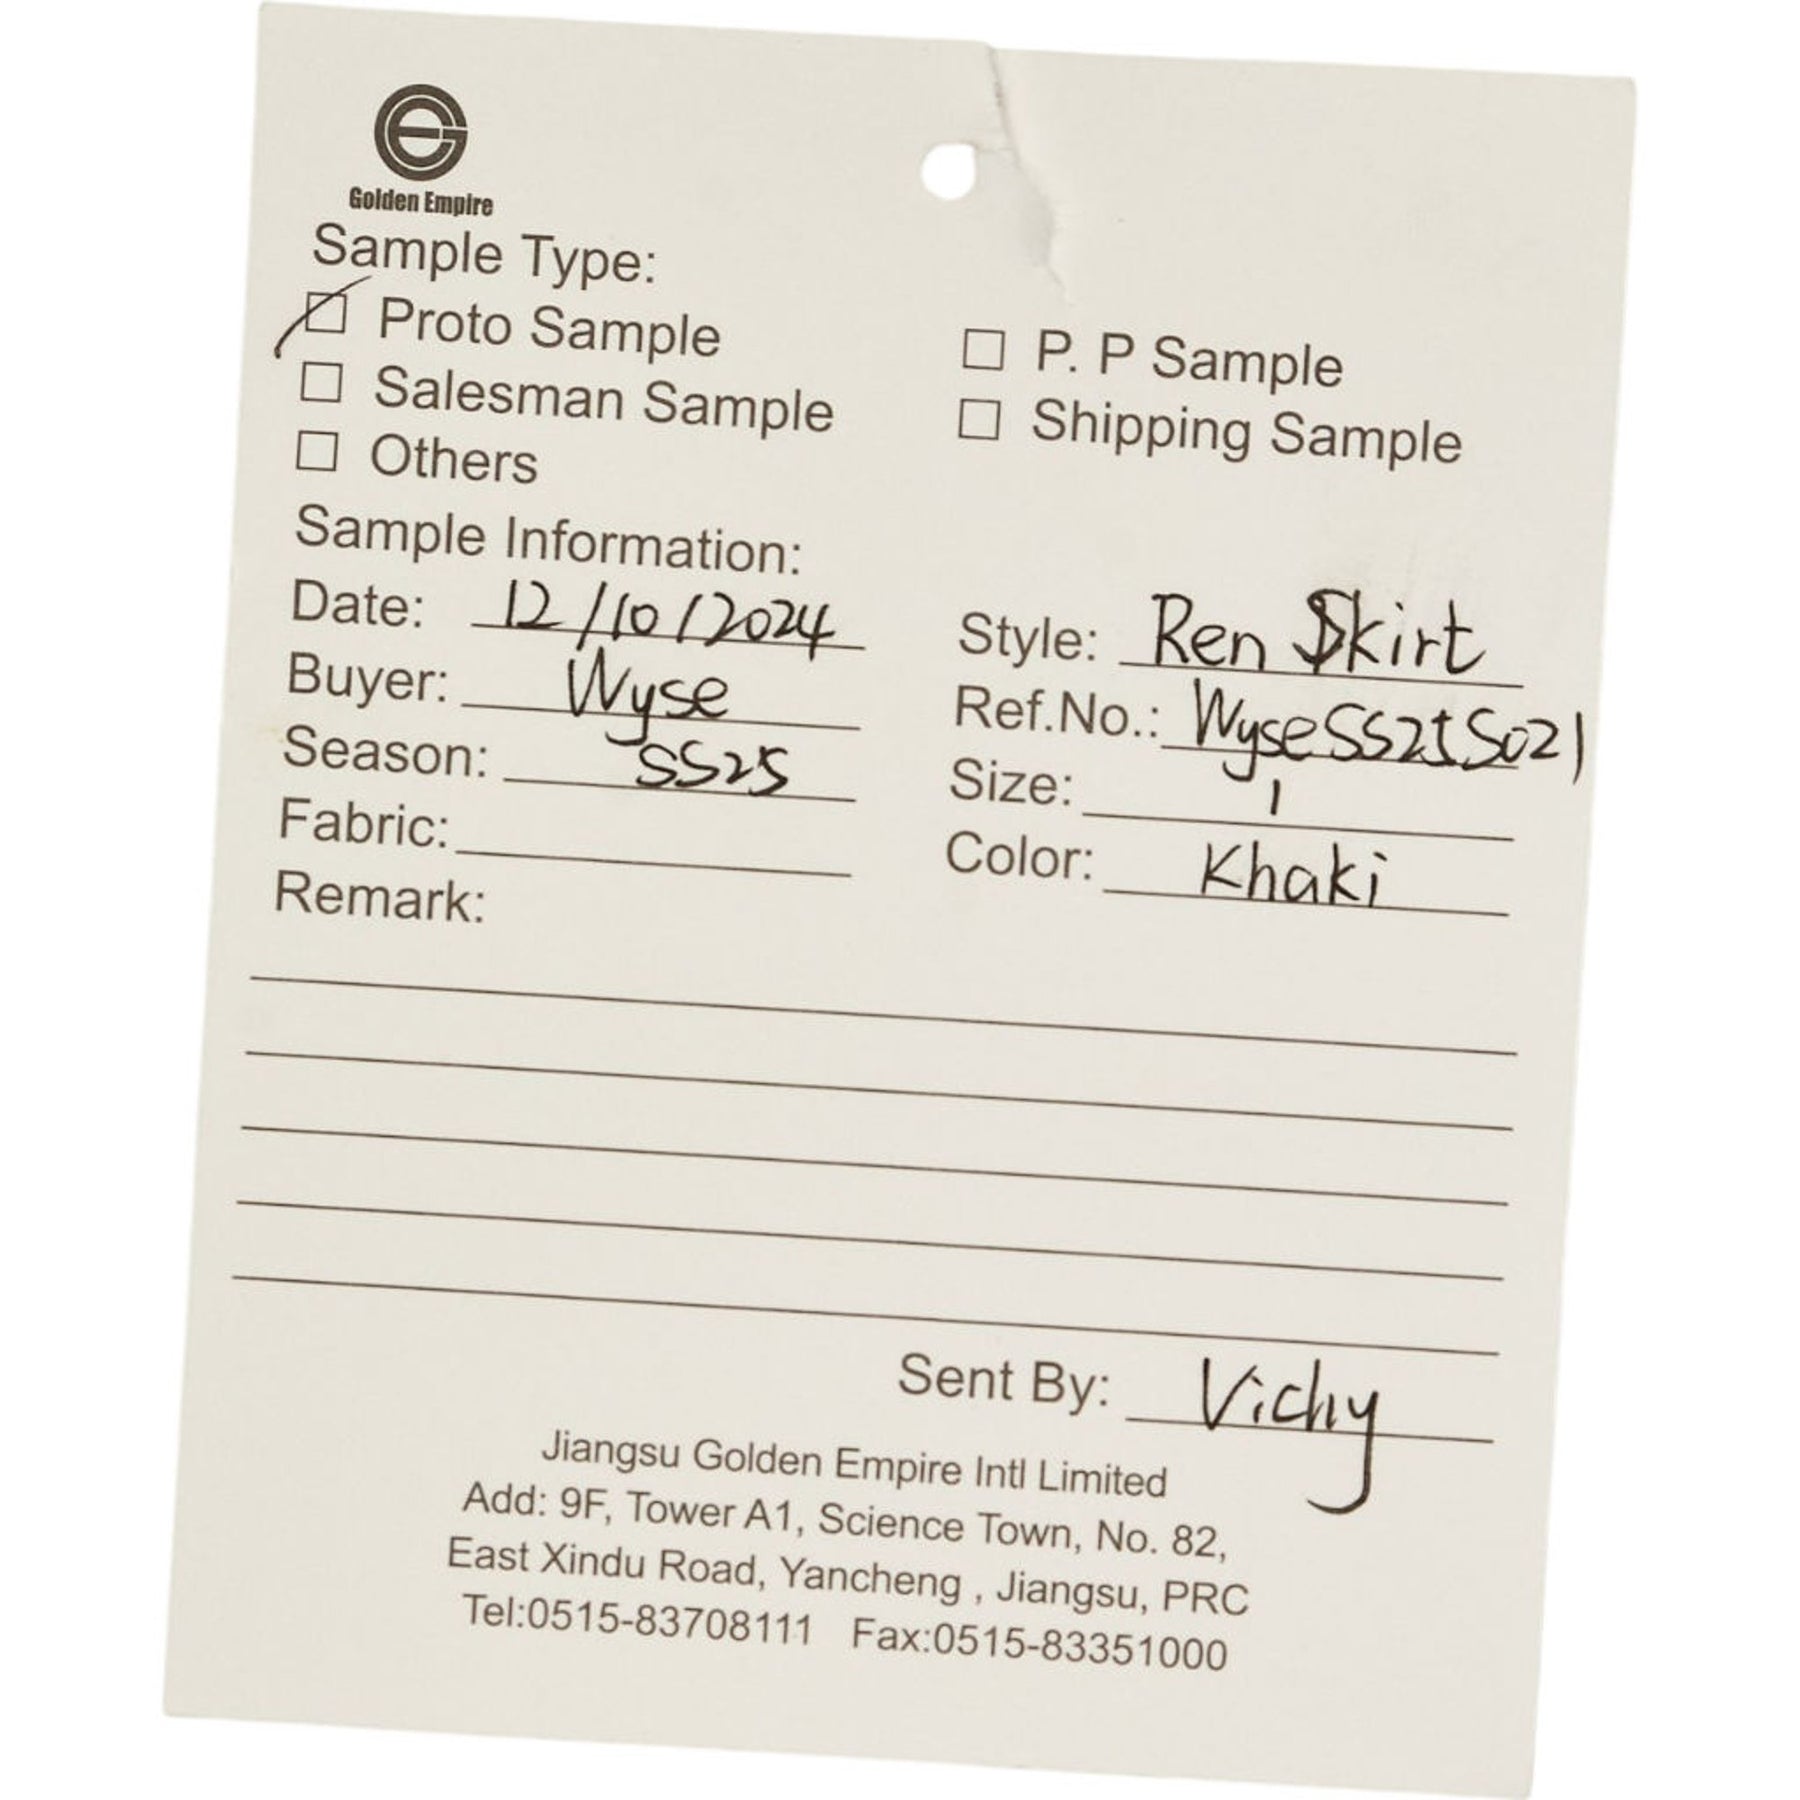 Golden Empire
Sample Type:
Proto Sample
P. P Sample
Salesman Sample
Shipping Sample
Others
Sample Information:
Date: 12/10/2024
Style: Ren Skirt
Buyer: Wyse
Ref.No.: WyseSS25S021
Season: SS25
Size: 1
Fabric:
Color: Khaki
Remark:
Sent By: Vichy
Jiangsu Golden Empire Intl Limited
Add: 9F, Tower A1, Science Town, No. 82,
East Xindu Road, Yancheng , Jiangsu, PRC
Tel:0515-83708111 Fax:0515-83351000